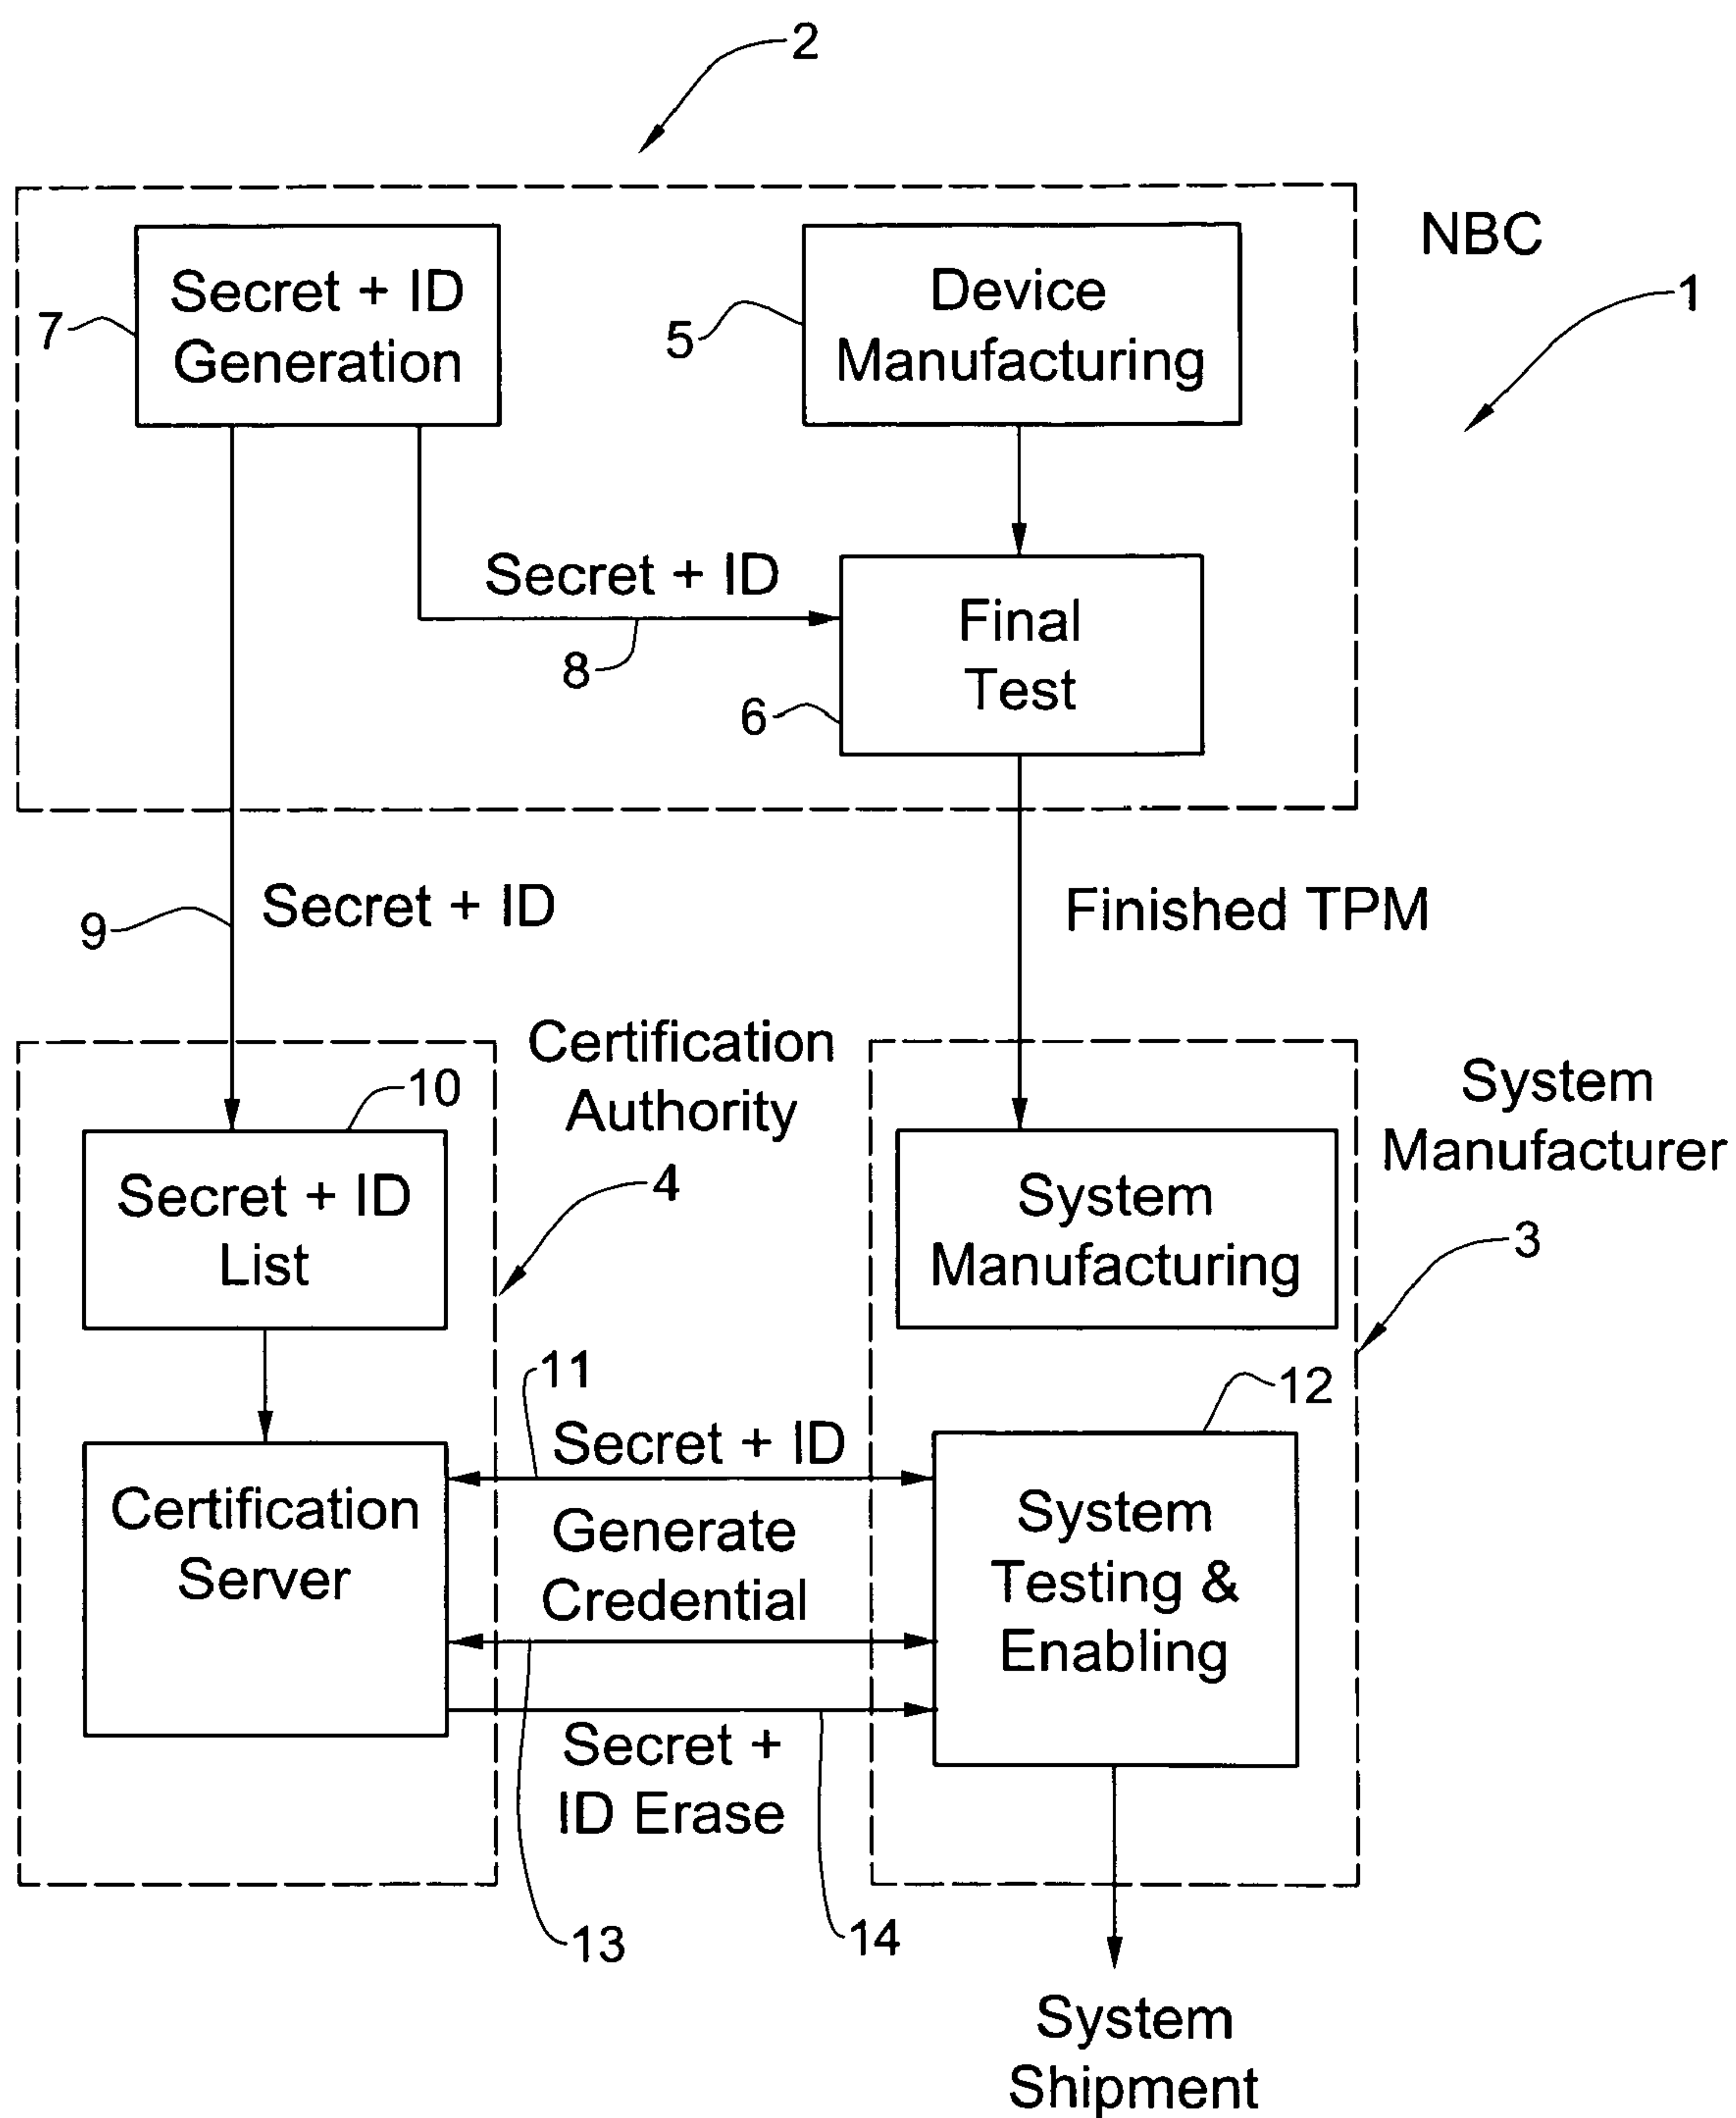 2
NBC
1
Secret + ID
Generation
7
Device
Manufacturing
5
Secret + ID
8
Final
Test
6
9
Secret + ID
Finished TPM
Certification
Authority
4
System
Manufacturer
3
10
Secret + ID
List
System
Manufacturing
11
12
Secret + ID
Certification
Server
Generate
Credential
System
Testing &
Enabling
Secret +
ID Erase
13
14
System
Shipment